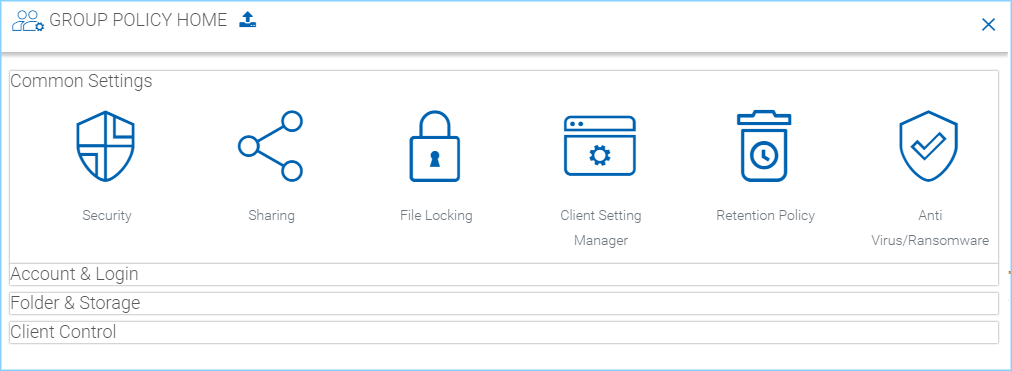 GROUP POLICY HOME
Common Settings
Security
Sharing
File Locking
Client Setting
Manager
Retention Policy
Anti
Virus/Ransomware
Account & Login
Folder & Storage
Client Control